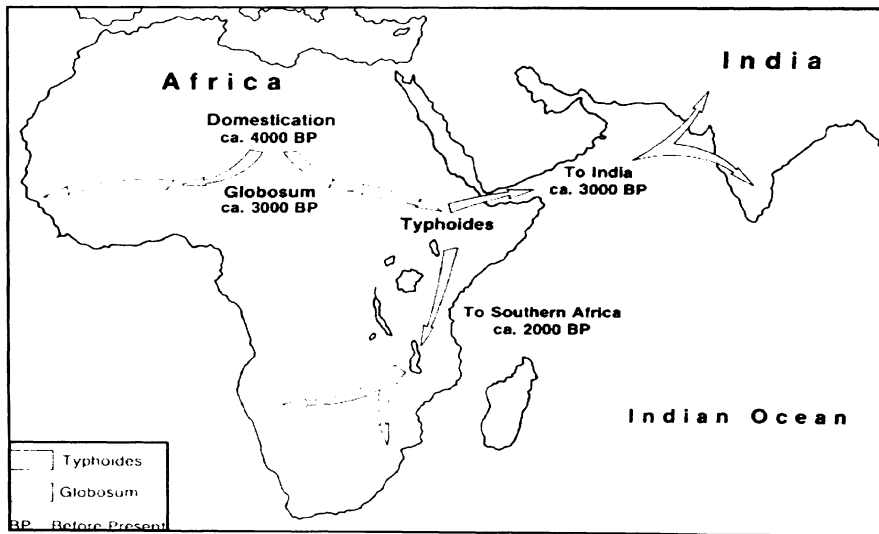 Africa
India
Domestication
ca. 4000 BP
Globosum
ca. 3000 BP
To India
ca. 3000 BP
Typhoides
To Southern Africa
ca. 2000 BP
Indian Ocean
Typhoides
Globosum
BP Before Present